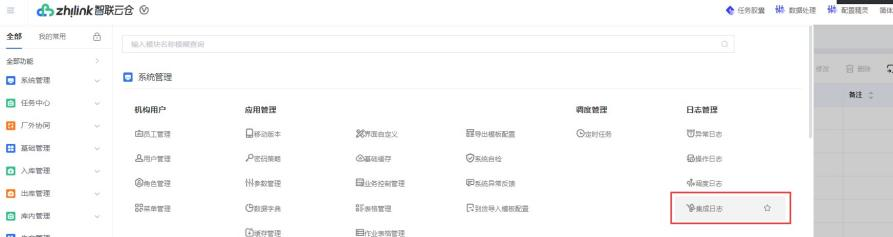 zhilink 智联云仓
任务胶囊 数据处理 配置精灵 简体
全部 我的常用
输入模块名称模糊查询
全部功能
系统管理
任务中心
厂外协同
基础管理
入库管理
出库管理
库内管理
系统管理
机构用户 应用管理 调度管理 日志管理
员工管理 移动版本 界面自定义 导出模板配置 定时任务 异常日志
用户管理 密码策略 基础缓存 系统自检 操作日志
角色管理 参数管理 业务控制管理 系统异常反馈 调度日志
菜单管理 数据字典 表格管理 到货导入模板配置 集成日志
缓存管理 作业表格管理
修改 删除
备注